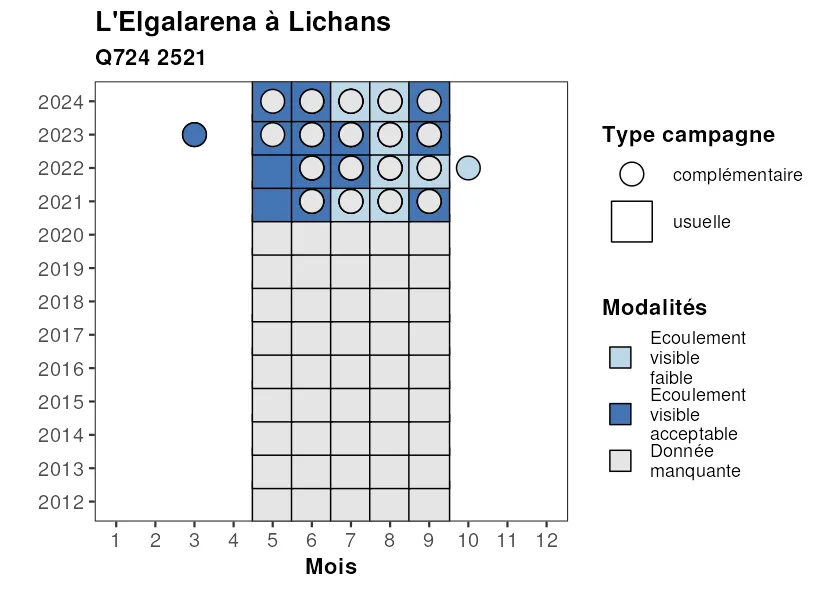 L'Elgalarena à Lichans
Q724 2521
2024
2023
2022
2021
2020
2019
2018
2017
2016
2015
2014
2013
2012
1 2 3 4 5 6 7 8 9 10 11 12
Mois
Type campagne
complémentaire
usuelle
Modalités
Ecoulement
visible
faible
Ecoulement
visible
acceptable
Donnée
manquante